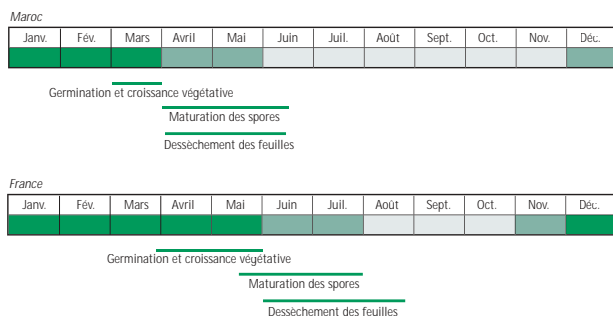 Maroc
Janv. Fév. Mars Avril Mai Juin Juil. Août Sept. Oct. Nov. Déc.
Germination et croissance végétative
Maturation des spores
Dessèchement des feuilles
France
Janv. Fév. Mars Avril Mai Juin Juil. Août Sept. Oct. Nov. Déc.
Germination et croissance végétative
Maturation des spores
Dessèchement des feuilles